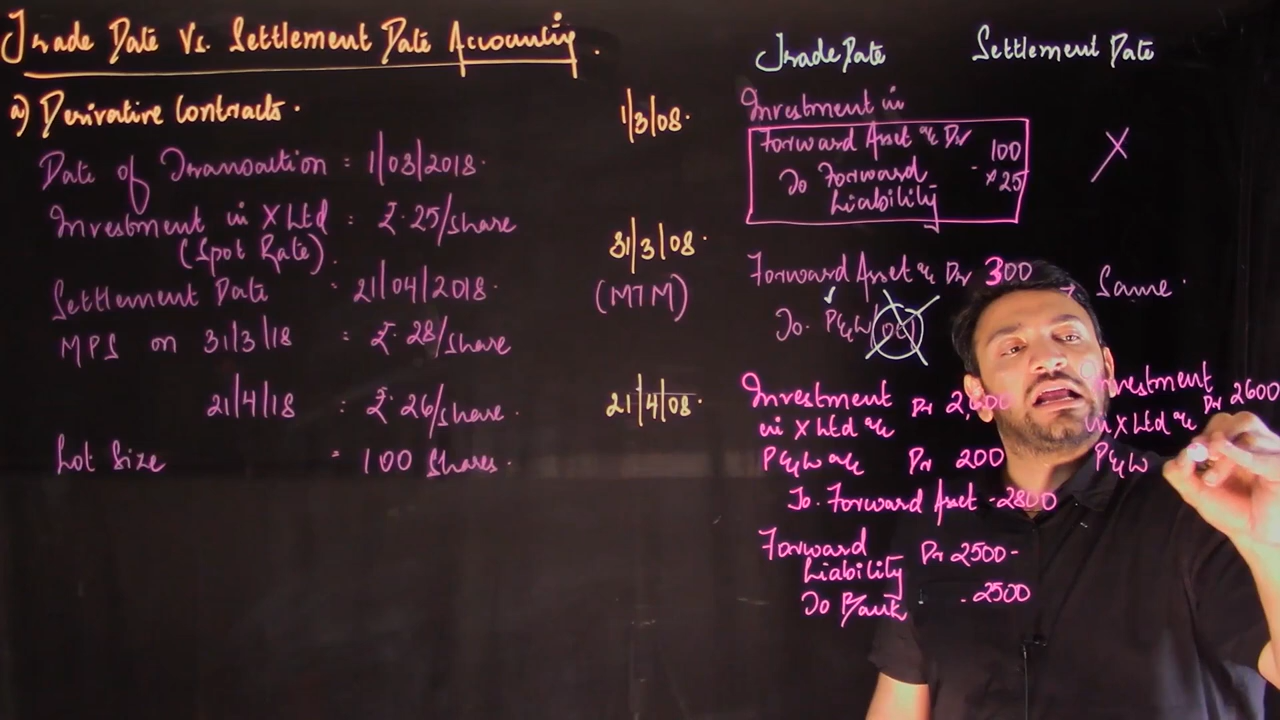 Trade Date Vs. Settlement Date Accounting.
a) Derivative Contracts.
Date of Transaction = 1/03/2018.
Investment in X Ltd = ₹.25/share
(Spot Rate).
Settlement Date = 21/04/2018.
MPS on 31/3/18 = ₹.28/share
21/4/18 = ₹.26/share.
Lot Size = 100 Shares.
1/3/08.
31/3/08.
(MTM)
21/4/08.
Trade Date
Investment in
Forward Asset a/c Dr 100
To Forward - x 25
Liability
Forward Asset a/c Dr 300
To. P&L
Investment Dr 2,600
in X Ltd a/c
P&L a/c Dr 200
To. Forward Asset -2800
Forward Dr 2500-
Liability
To Bank . 2500
Settlement Date
X
→ Same.
Investment Dr 2600
in X Ltd a/c
P&L